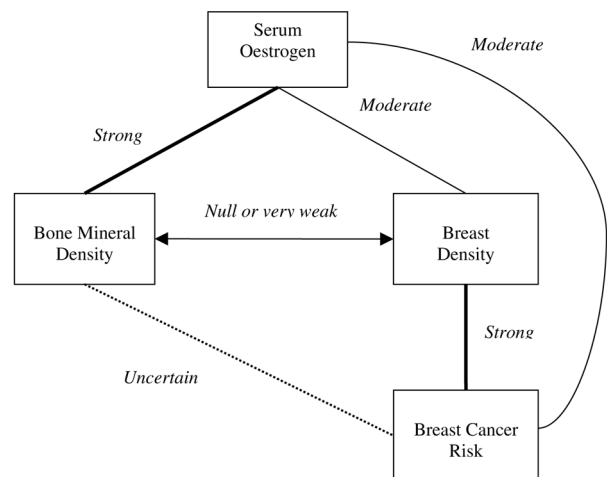 Serum
Oestrogen
Moderate
Moderate
Strong
Null or very weak
Bone Mineral
Density
Breast
Density
Strong
Uncertain
Breast Cancer
Risk